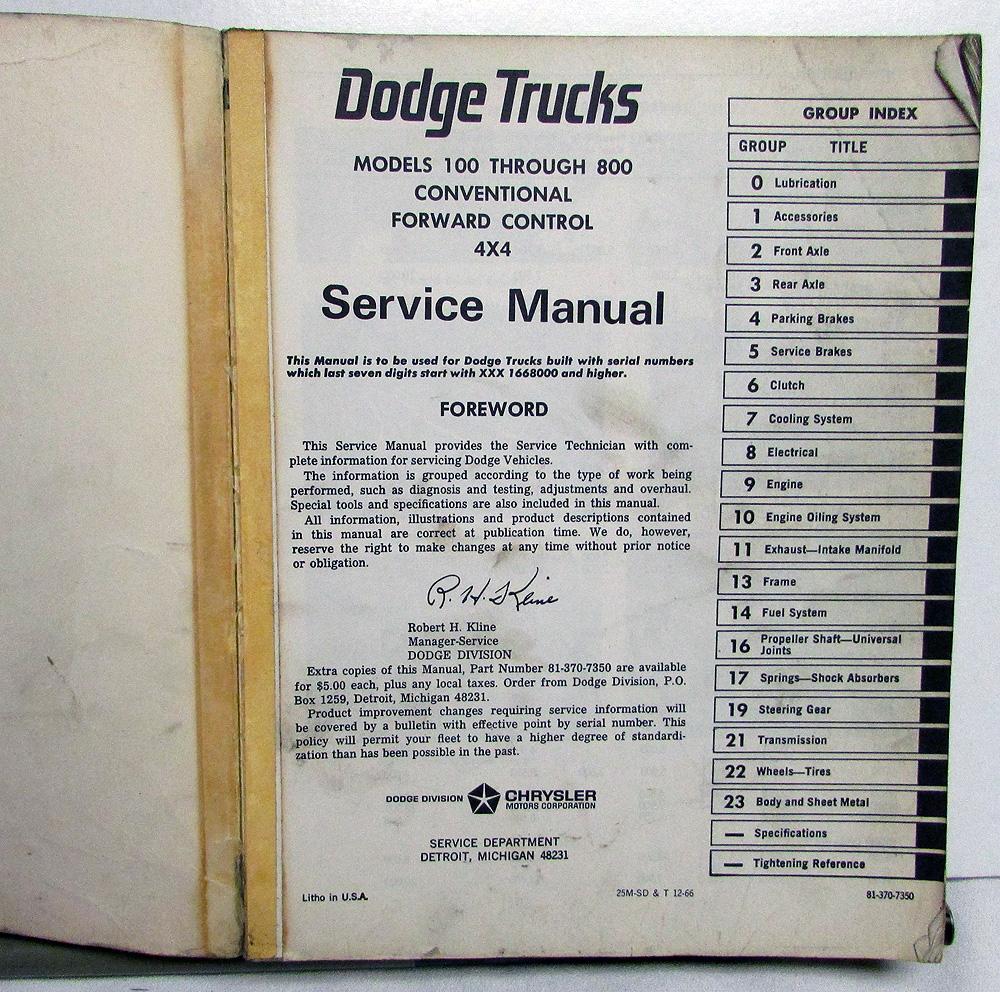 Dodge Trucks
MODELS 100 THROUGH 800
CONVENTIONAL
FORWARD CONTROL
4X4
Service Manual
This Manual is to be used for Dodge Trucks built with serial numbers
which last seven digits start with XXX 1668000 and higher.
FOREWORD
This Service Manual provides the Service Technician with com-
plete information for servicing Dodge Vehicles.
The information is grouped according to the type of work being
performed, such as diagnosis and testing, adjustments and overhaul.
Special tools and specifications are also included in this manual.
All information, illustrations and product descriptions contained
in this manual are correct at publication time. We do, however,
reserve the right to make changes at any time without prior notice
or obligation.
R. H. Kline
Robert H. Kline
Manager-Service
DODGE DIVISION
Extra copies of this Manual, Part Number 81-370-7350 are available
for $5.00 each, plus any local taxes. Order from Dodge Division, P.O.
Box 1259, Detroit, Michigan 48231.
Product improvement changes requiring service information will
be covered by a bulletin with effective point by serial number. This
policy will permit your fleet to have a higher degree of standardi-
zation than has been possible in the past.
DODGE DIVISION CHRYSLER
MOTORS CORPORATION
SERVICE DEPARTMENT
DETROIT, MICHIGAN 48231
Litho in U.S.A.
25M-SD & T 12-66
81-370-7350
GROUP INDEX
GROUP TITLE
0 Lubrication
1 Accessories
2 Front Axle
3 Rear Axle
4 Parking Brakes
5 Service Brakes
6 Clutch
7 Cooling System
8 Electrical
9 Engine
10 Engine Oiling System
11 Exhaust—Intake Manifold
13 Frame
14 Fuel System
16 Propeller Shaft—Universal
Joints
17 Springs—Shock Absorbers
19 Steering Gear
21 Transmission
22 Wheels—Tires
23 Body and Sheet Metal
— Specifications
— Tightening Reference